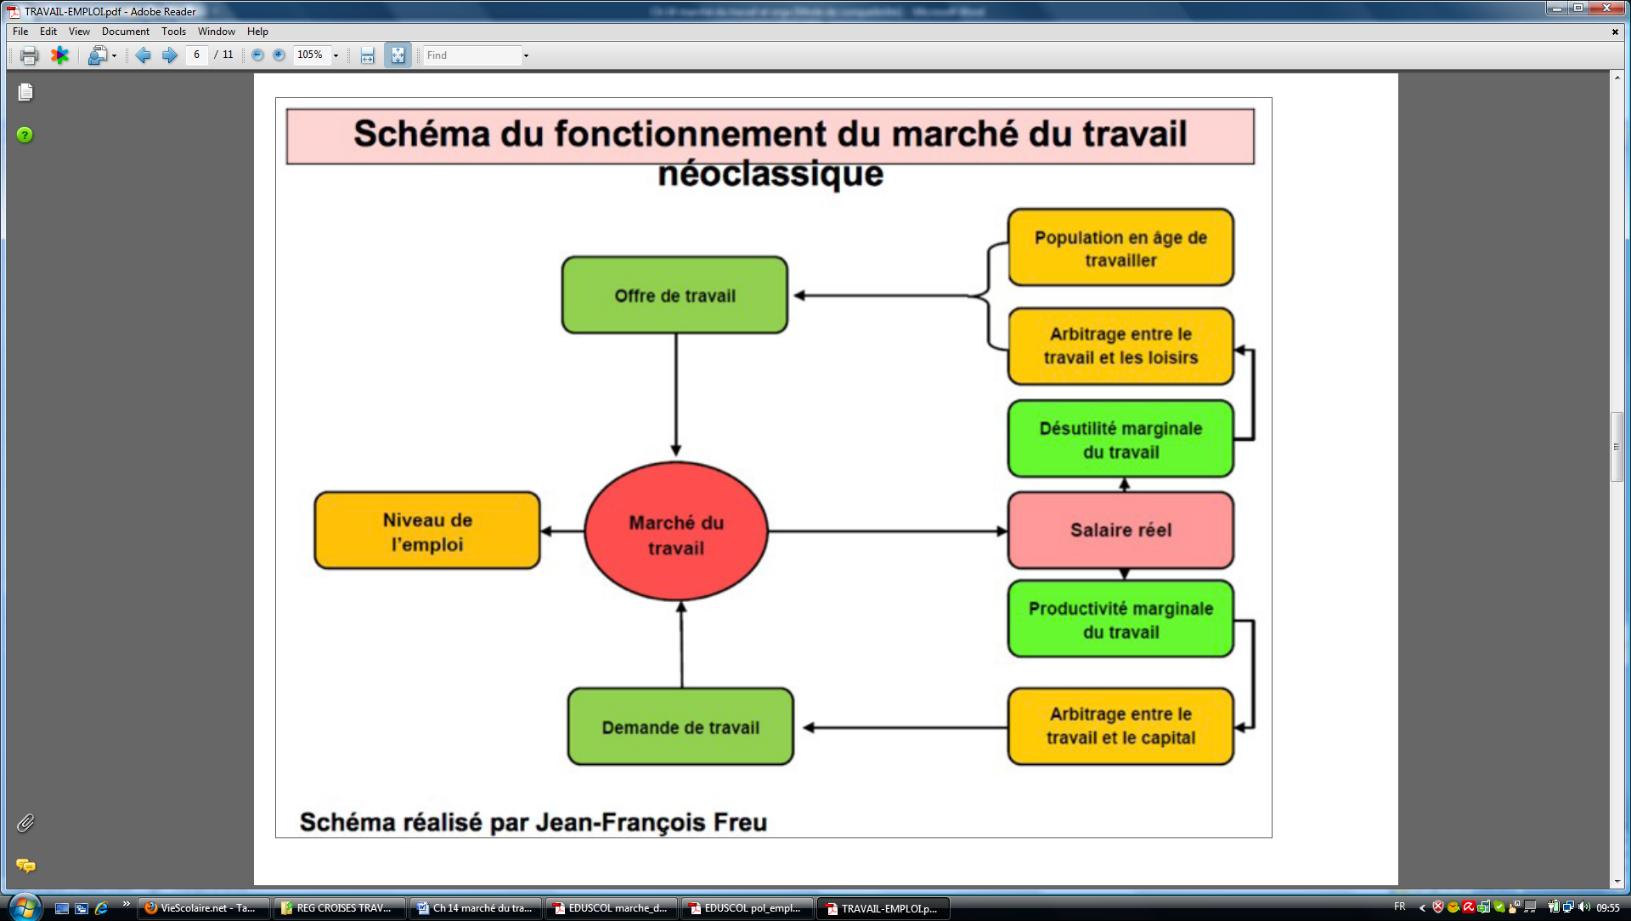 TRAVAIL-EMPLOI.pdf - Adobe Reader
File Edit View Document Tools Window Help
6 / 11 105% Find
Schéma du fonctionnement du marché du travail
néoclassique
Population en âge de
travailler
Offre de travail
Arbitrage entre le
travail et les loisirs
Désutilité marginale
du travail
Niveau de
l'emploi
Marché du
travail
Salaire réel
Productivité marginale
du travail
Demande de travail
Arbitrage entre le
travail et le capital
Schéma réalisé par Jean-François Freu
VieScolaire.net - Ta... REG CROISES TRAV... Ch 14 marché du tra... EDUSCOL marche_d... EDUSCOL pol_empl... TRAVAIL-EMPLOI.p... FR 09:55